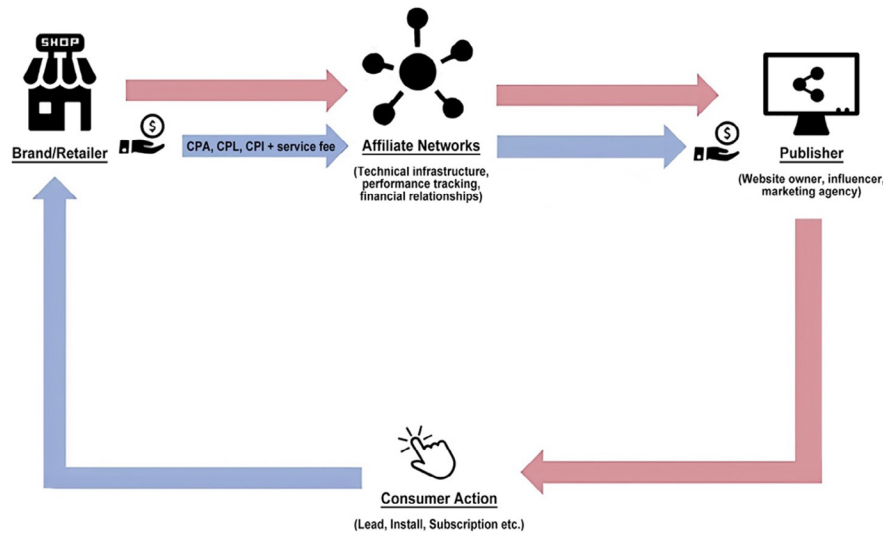 SHOP
Brand/Retailer
CPA, CPL, CPI + service fee
$
Affiliate Networks
(Technical infrastructure,
performance tracking,
financial relationships)
$
Publisher
(Website owner, influencer,
marketing agency)
Consumer Action
(Lead, Install, Subscription etc.)